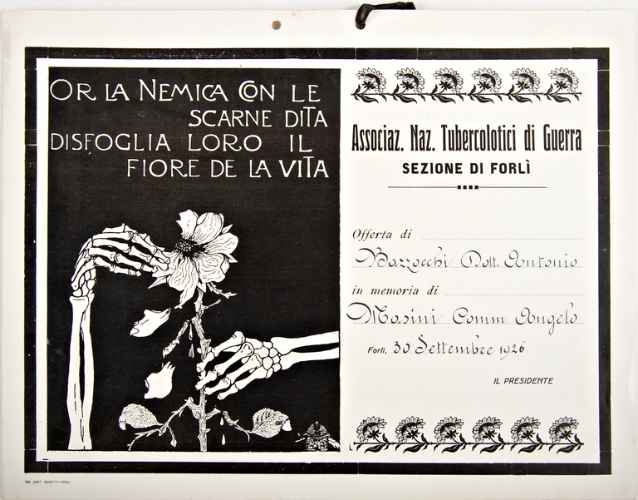 OR LA NEMICA CON LE
SCARNE DITA
DISFOGLIA LORO IL
FIORE DE LA VITA
Associaz. Naz. Tubercolotici di Guerra
SEZIONE DI FORLÌ
Offerta di
Bazzocchi Dott. Antonio
in memoria di
Masini Comm Angelo
Forlì, 30 Settembre 1926
IL PRESIDENTE